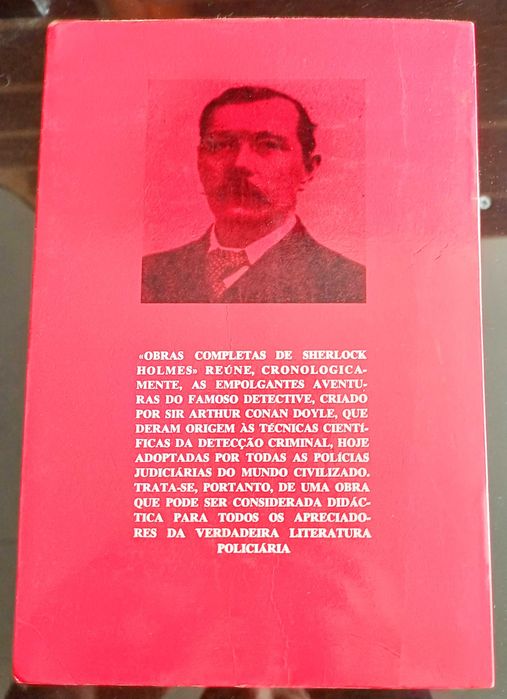 «OBRAS COMPLETAS DE SHERLOCK
HOLMES» REÚNE, CRONOLOGICA-
MENTE, AS EMPOLGANTES AVENTU-
RAS DO FAMOSO DETECTIVE, CRIADO
POR SIR ARTHUR CONAN DOYLE, QUE
DERAM ORIGEM ÀS TÉCNICAS CIENTÍ-
FICAS DA DETECÇÃO CRIMINAL, HOJE
ADOPTADAS POR TODAS AS POLÍCIAS
JUDICIÁRIAS DO MUNDO CIVILIZADO.
TRATA-SE, PORTANTO, DE UMA OBRA
QUE PODE SER CONSIDERADA DIDÁC-
TICA PARA TODOS OS APRECIADO-
RES DA VERDADEIRA LITERATURA
POLICIÁRIA